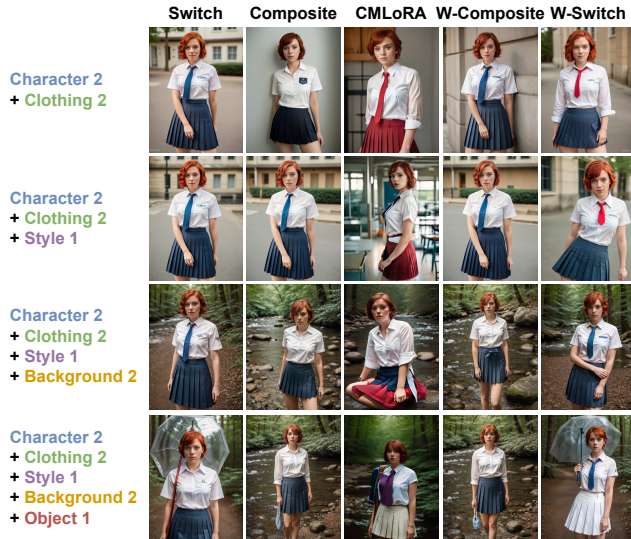 Switch Composite CMLoRA W-Composite W-Switch
Character 2
+ Clothing 2
Character 2
+ Clothing 2
+ Style 1
Character 2
+ Clothing 2
+ Style 1
+ Background 2
Character 2
+ Clothing 2
+ Style 1
+ Background 2
+ Object 1